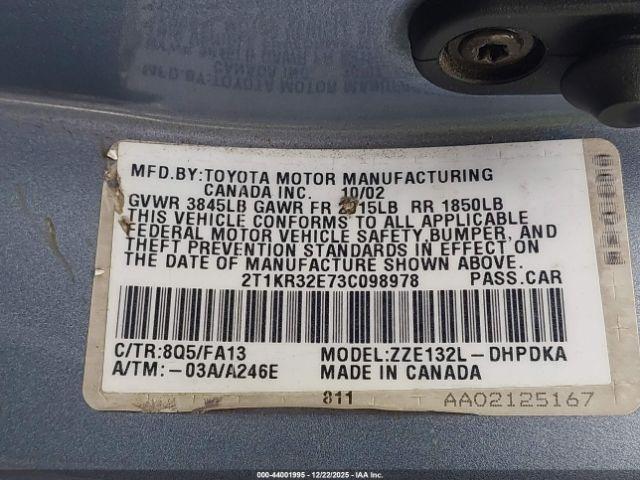 MFD.BY:TOYOTA MOTOR MANUFACTURING
CANADA INC. 10/02
GVWR 3845LB GAWR FR 2015LB RR 1850LB
THIS VEHICLE CONFORMS TO ALL APPLICABLE
FEDERAL MOTOR VEHICLE SAFETY,BUMPER, AND
THEFT PREVENTION STANDARDS IN EFFECT ON
THE DATE OF MANUFACTURE SHOWN ABOVE.
2T1KR32E73C098978 PASS.CAR
C/TR:8Q5/FA13 MODEL:ZZE132L-DHPDKA
A/TM:-03A/A246E MADE IN CANADA
811 AA02125167
000-44001995 - 12/22/2025 - IAAI, Inc.